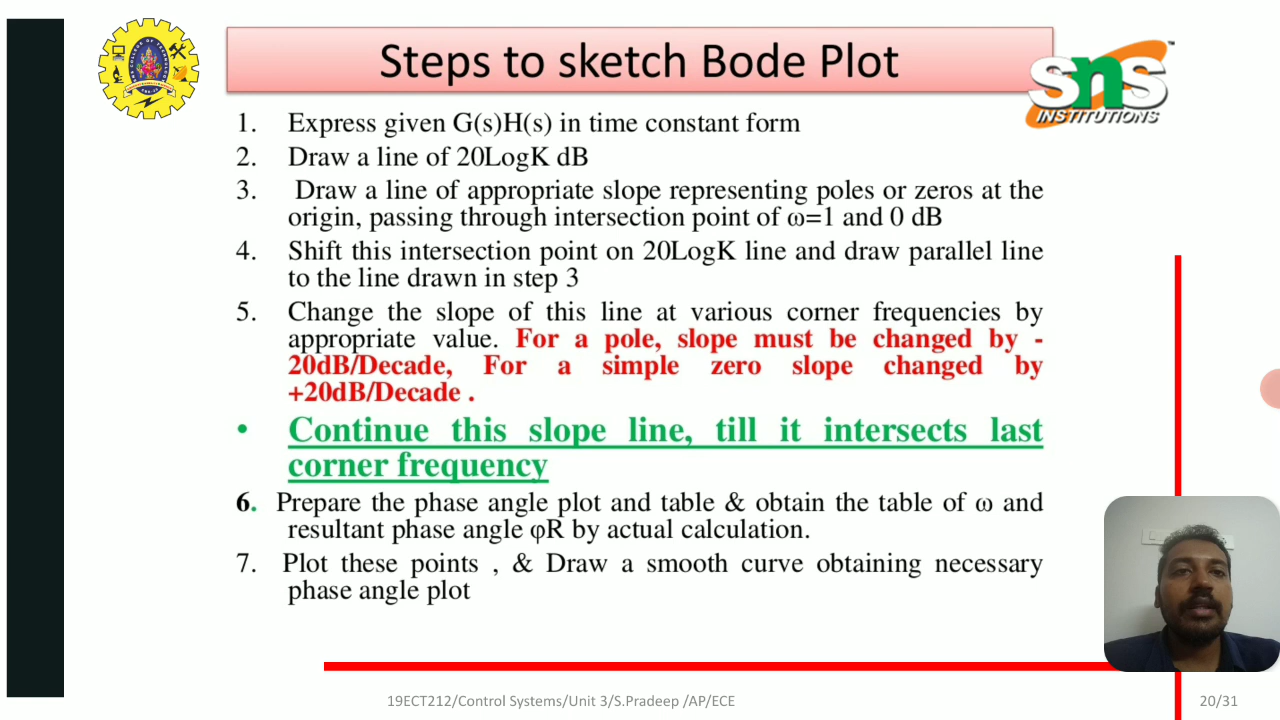 Steps to sketch Bode Plot
SNS
INSTITUTIONS
1. Express given G(s)H(s) in time constant form
2. Draw a line of 20LogK dB
3. Draw a line of appropriate slope representing poles or zeros at the
origin, passing through intersection point of ω=1 and 0 dB
4. Shift this intersection point on 20LogK line and draw parallel line
to the line drawn in step 3
5. Change the slope of this line at various corner frequencies by
appropriate value. For a pole, slope must be changed by -
20dB/Decade, For a simple zero slope changed by
+20dB/Decade .
• Continue this slope line, till it intersects last
corner frequency
6. Prepare the phase angle plot and table & obtain the table of ω and
resultant phase angle φR by actual calculation.
7. Plot these points , & Draw a smooth curve obtaining necessary
phase angle plot
19ECT212/Control Systems/Unit 3/S.Pradeep /AP/ECE
20/31